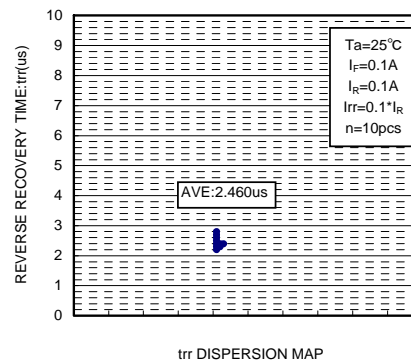 REVERSE RECOVERY TIME:trr(us)
10
9
8
7
6
5
4
3
2
1
0
Ta=25℃
IF=0.1A
IR=0.1A
Irr=0.1*IR
n=10pcs
AVE:2.460us
trr DISPERSION MAP